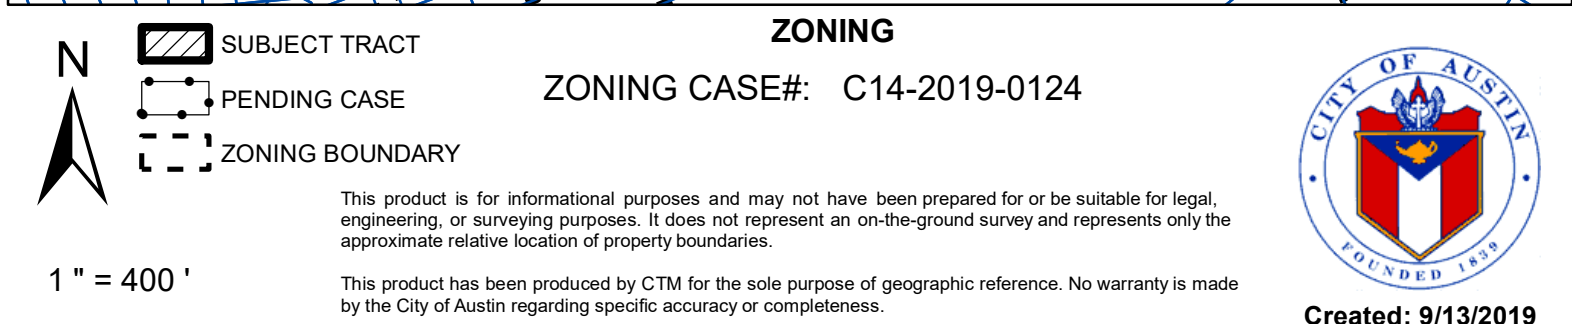 ZONING
N
SUBJECT TRACT
PENDING CASE
ZONING BOUNDARY
ZONING CASE#: C14-2019-0124
This product is for informational purposes and may not have been prepared for or be suitable for legal,
engineering, or surveying purposes. It does not represent an on-the-ground survey and represents only the
approximate relative location of property boundaries.
1 " = 400 '
This product has been produced by CTM for the sole purpose of geographic reference. No warranty is made
by the City of Austin regarding specific accuracy or completeness.
CITY OF AUSTIN
FOUNDED 1839
Created: 9/13/2019